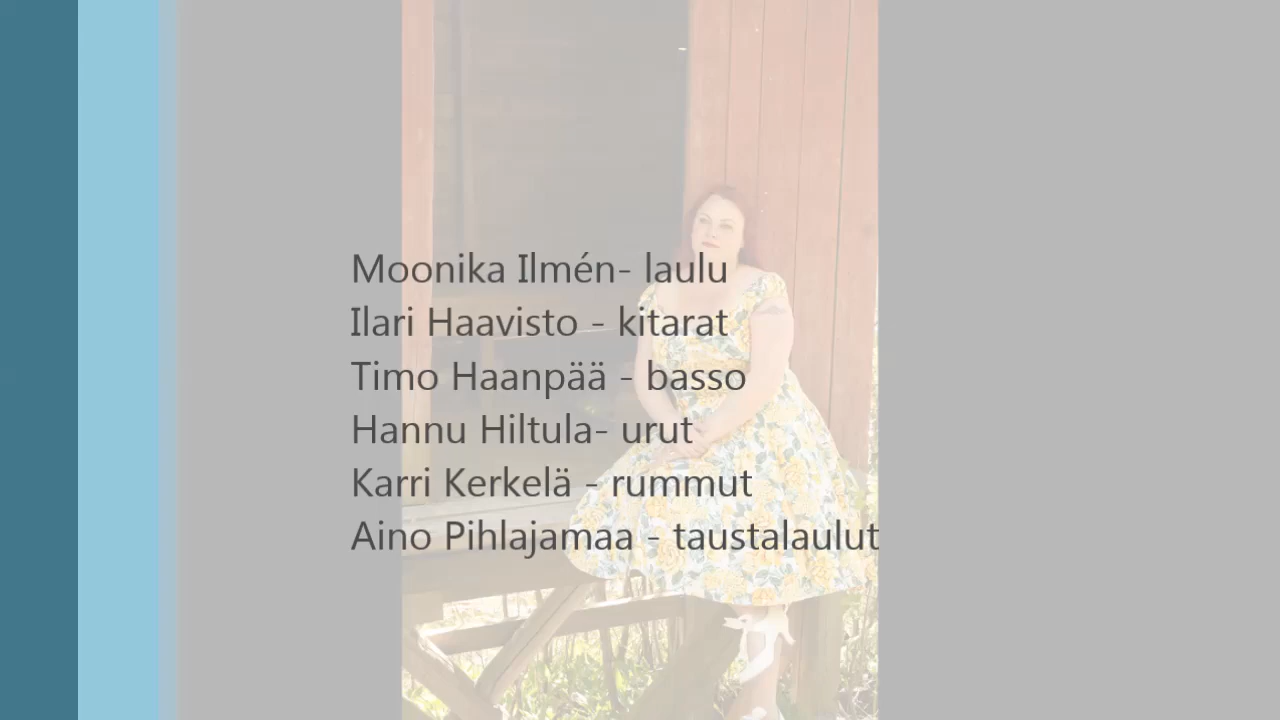 Moonika Ilmén- laulu
Ilari Haavisto - kitarat
Timo Haanpää - basso
Hannu Hiltula- urut
Karri Kerkelä - rummut
Aino Pihlajamaa - taustalaulut